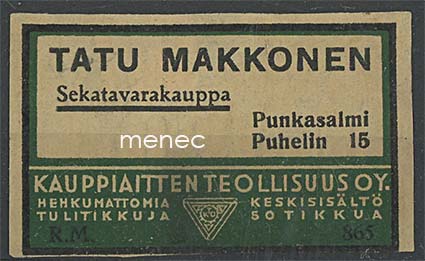 TATU MAKKONEN
Sekatavarakauppa
Punkasalmi
Puhelin 15
menec
KAUPPIAITTEN TEOLLISUUS OY.
HEHKUMATTOMIA KESKISISÄLTÖ
TULITIKKUJA 50 TIKKUA
R.M. 865